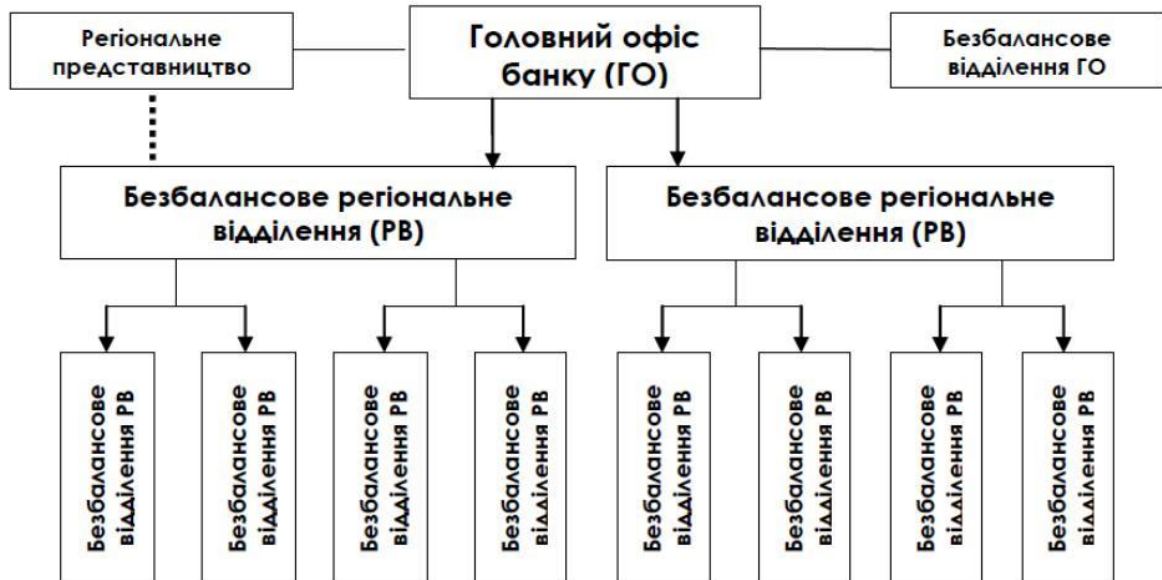 Регіональне
представництво
Головний офіс
банку (ГО)
Безбалансове
відділення ГО
Безбалансове регіональне
відділення (РВ)
Безбалансове регіональне
відділення (РВ)
Безбалансове
відділення РВ
Безбалансове
відділення РВ
Безбалансове
відділення РВ
Безбалансове
відділення РВ
Безбалансове
відділення РВ
Безбалансове
відділення РВ
Безбалансове
відділення РВ
Безбалансове
відділення РВ